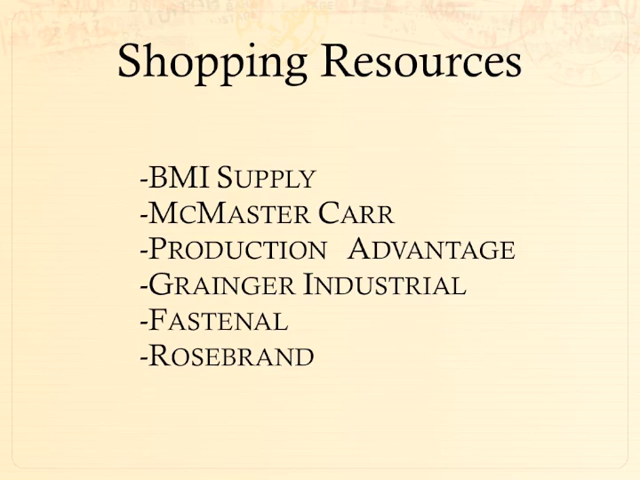 Shopping Resources
-BMI Supply
-McMaster Carr
-Production Advantage
-Grainger Industrial
-Fastenal
-Rosebrand